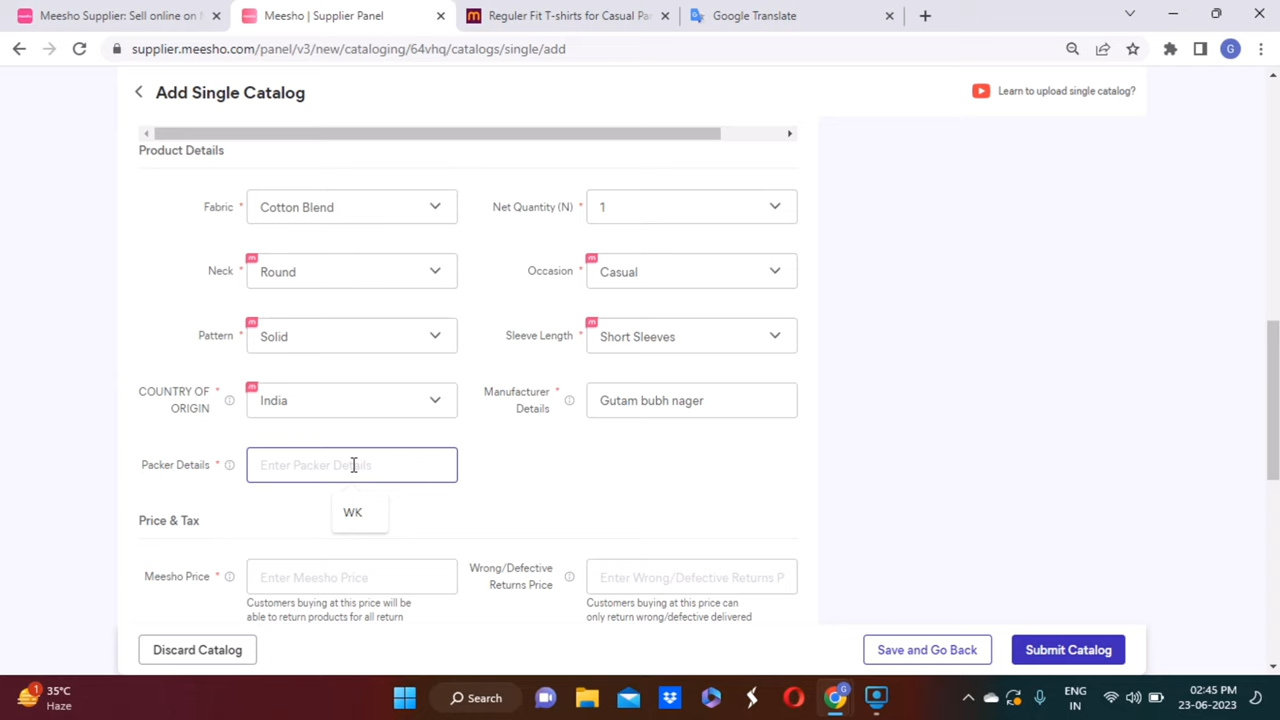 Meesho Supplier: Sell online on M
Meesho | Supplier Panel
Reguler Fit T-shirts for Casual Par
Google Translate
supplier.meesho.com/panel/v3/new/cataloging/64vhq/catalogs/single/add
G
Add Single Catalog
Learn to upload single catalog?
Product Details
Fabric * Cotton Blend
Net Quantity (N) * 1
Neck * m Round
Occasion * m Casual
Pattern * m Solid
Sleeve Length * m Short Sleeves
COUNTRY OF * m India
ORIGIN
Manufacturer * Gutam bubh nager
Details
Packer Details * Enter Packer Details
WK
Price & Tax
Meesho Price * Enter Meesho Price
Wrong/Defective Enter Wrong/Defective Returns P
Returns Price
Customers buying at this price will be
able to return products for all return
Customers buying at this price can
only return wrong/defective delivered
Discard Catalog
Save and Go Back
Submit Catalog
1
35°C
Haze
Search
G
ENG
IN
02:45 PM
23-06-2023